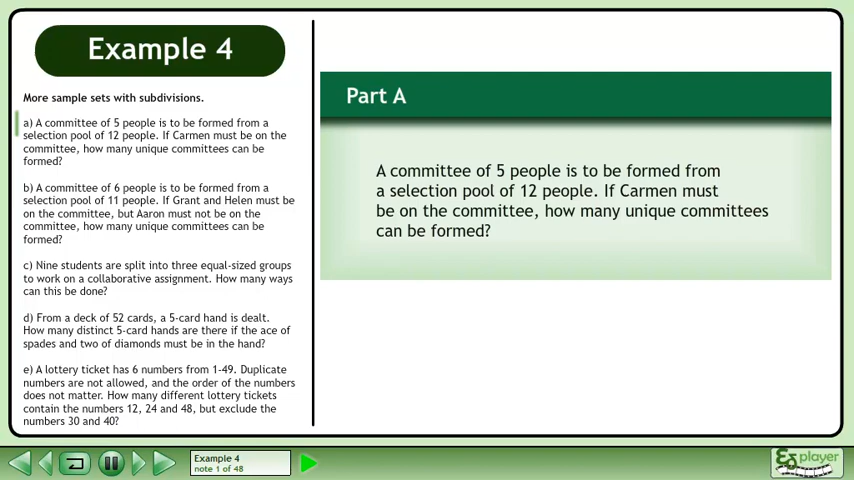 Example 4
More sample sets with subdivisions.
a) A committee of 5 people is to be formed from a
selection pool of 12 people. If Carmen must be on the
committee, how many unique committees can be
formed?
b) A committee of 6 people is to be formed from a
selection pool of 11 people. If Grant and Helen must be
on the committee, but Aaron must not be on the
committee, how many unique committees can be
formed?
c) Nine students are split into three equal-sized groups
to work on a collaborative assignment. How many ways
can this be done?
d) From a deck of 52 cards, a 5-card hand is dealt.
How many distinct 5-card hands are there if the ace of
spades and two of diamonds must be in the hand?
e) A lottery ticket has 6 numbers from 1-49. Duplicate
numbers are not allowed, and the order of the numbers
does not matter. How many different lottery tickets
contain the numbers 12, 24 and 48, but exclude the
numbers 30 and 40?
Part A
A committee of 5 people is to be formed from
a selection pool of 12 people. If Carmen must
be on the committee, how many unique committees
can be formed?
Example 4
note 1 of 48
player